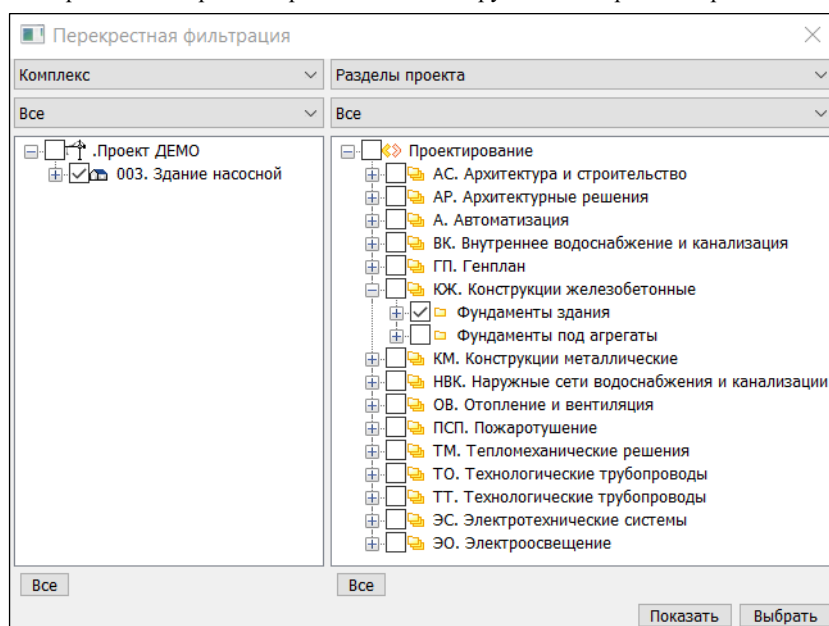 Перекрестная фильтрация
Комплекс
Разделы проекта
Все
Все
.Проект ДЕМО
003. Здание насосной
Проектирование
АС. Архитектура и строительство
АР. Архитектурные решения
А. Автоматизация
ВК. Внутреннее водоснабжение и канализация
ГП. Генплан
КЖ. Конструкции железобетонные
Фундаменты здания
Фундаменты под агрегаты
КМ. Конструкции металлические
НВК. Наружные сети водоснабжения и канализации
ОВ. Отопление и вентиляция
ПСП. Пожаротушение
ТМ. Тепломеханические решения
ТО. Технологические трубопроводы
ТТ. Технологические трубопроводы
ЭС. Электротехнические системы
ЭО. Электроосвещение
Все
Все
Показать
Выбрать